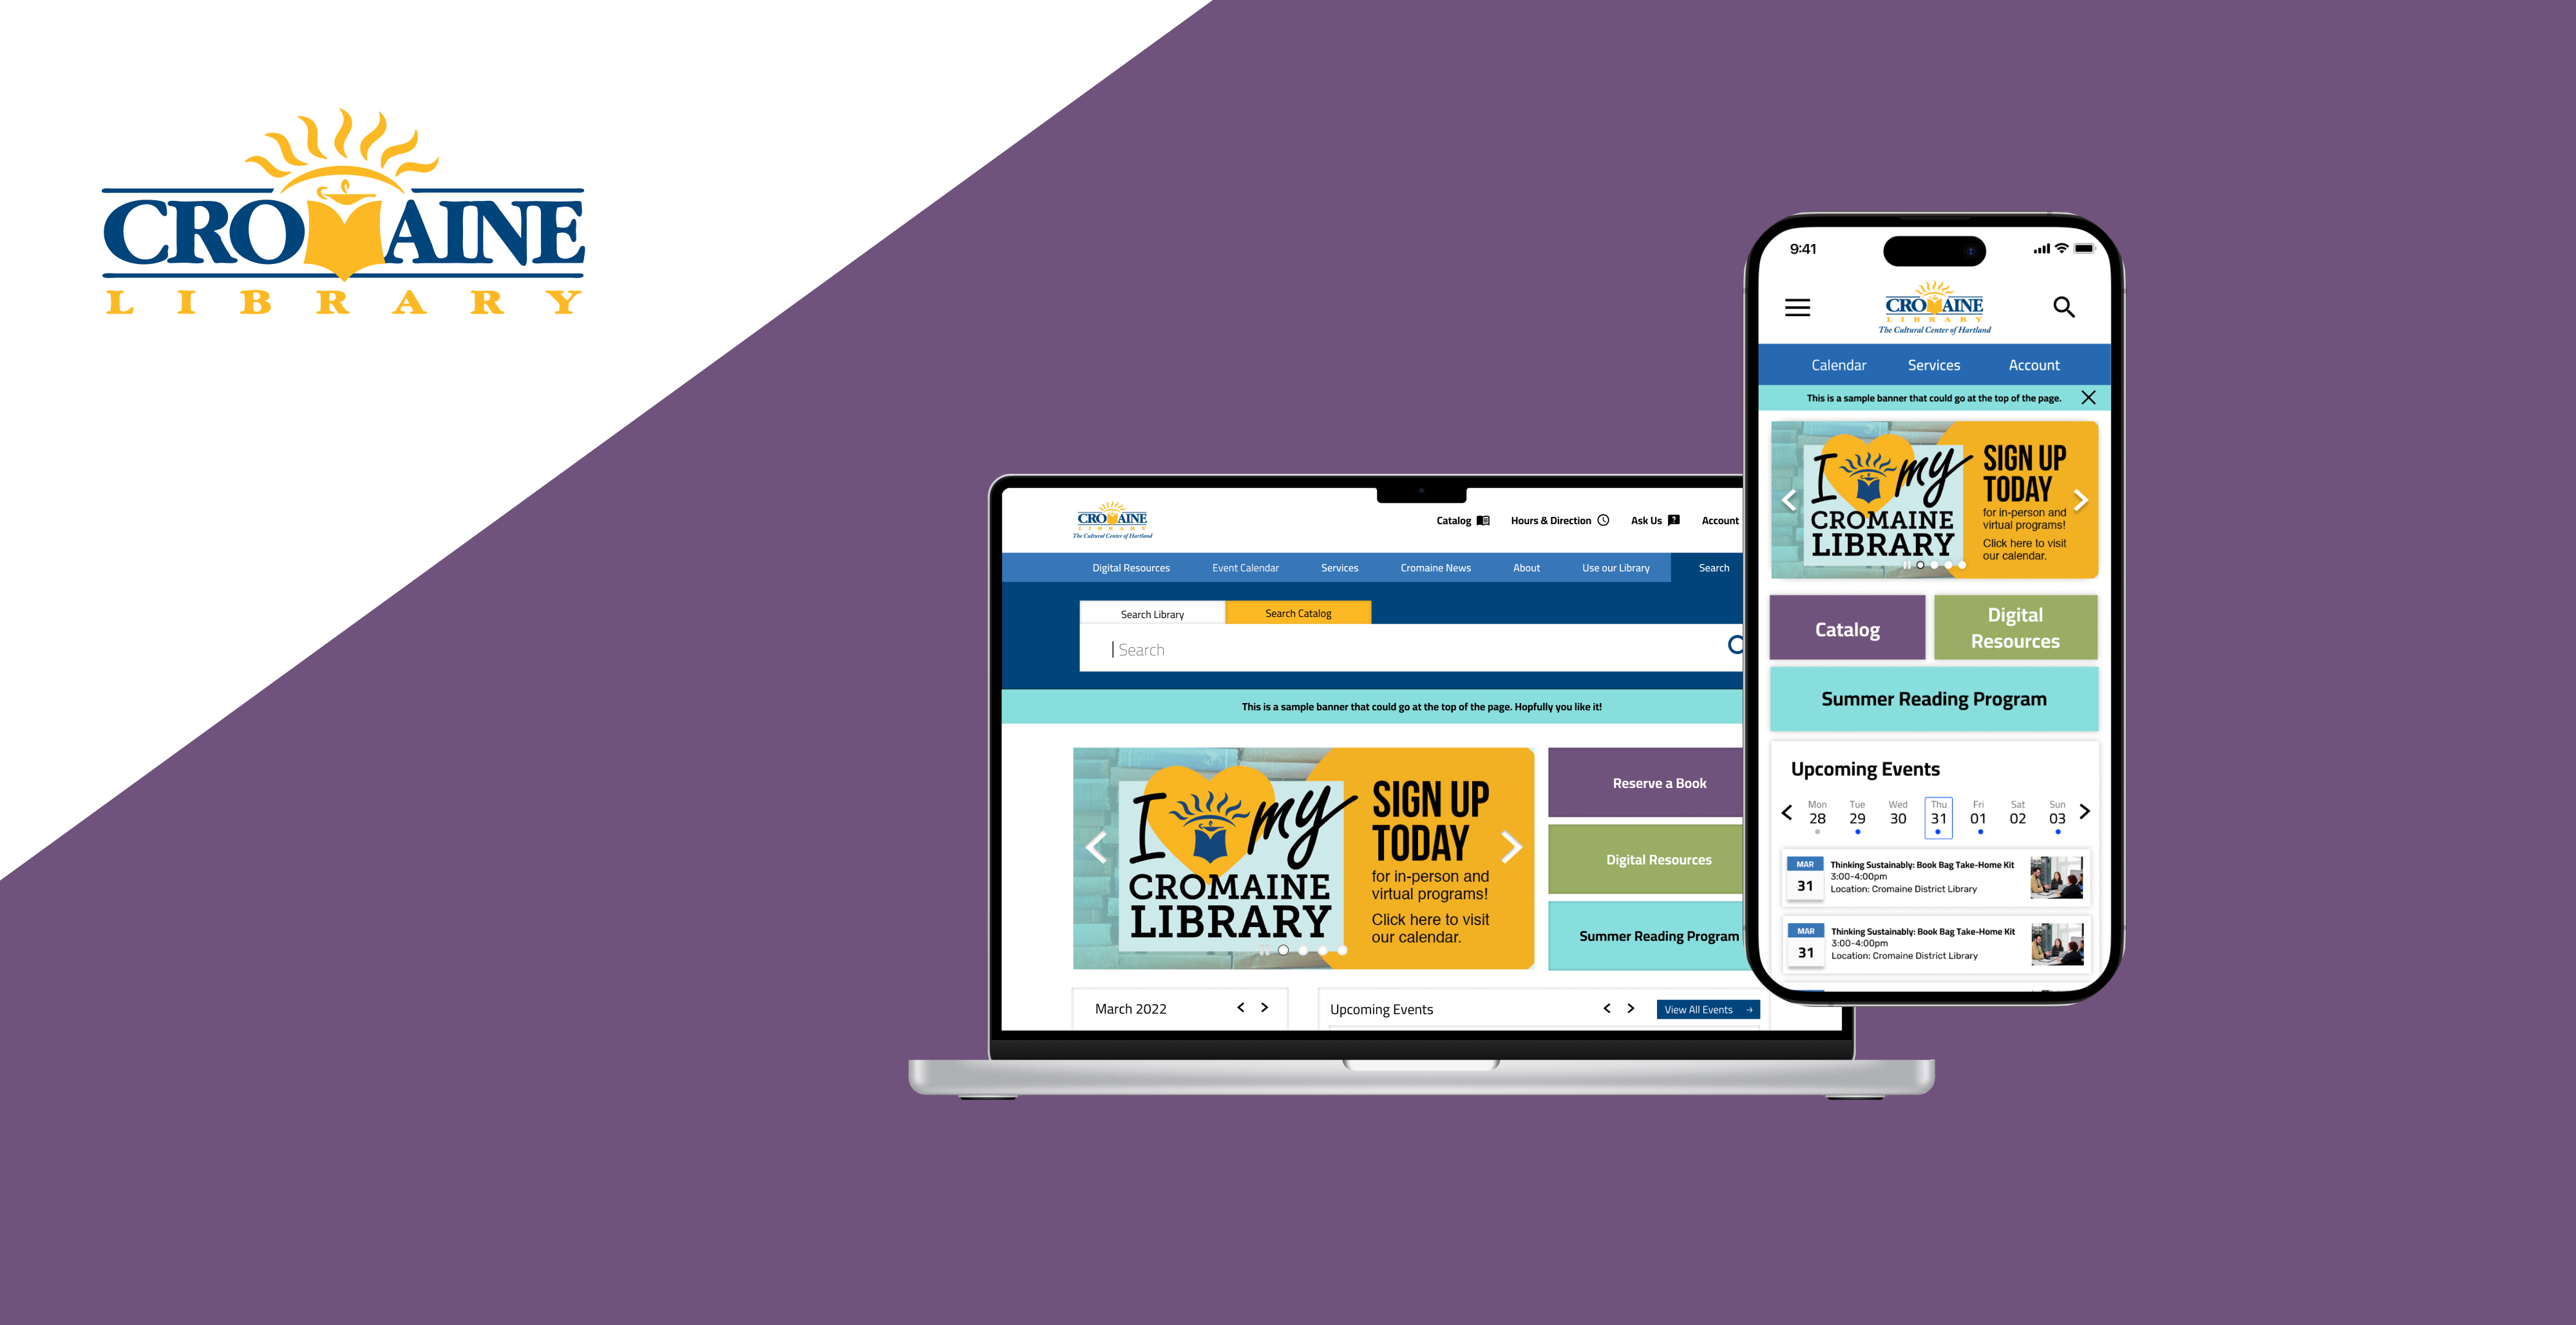 CROMAINE
LIBRARY
CROMAINE
LIBRARY
The Cultural Center of Hartland
Catalog
Hours & Direction
Ask Us
Account
Digital Resources
Event Calendar
Services
Cromaine News
About
Use our Library
Search
Search Library
Search Catalog
Search
This is a sample banner that could go at the top of the page. Hopfully you like it!
I my
CROMAINE
LIBRARY
SIGN UP
TODAY
for in-person and
virtual programs!
Click here to visit
our calendar.
Reserve a Book
Digital Resources
Summer Reading Program
March 2022
Upcoming Events
View All Events
9:41
CROMAINE
LIBRARY
The Cultural Center of Hartland
Calendar
Services
Account
This is a sample banner that could go at the top of the page.
I my
CROMAINE
LIBRARY
SIGN UP
TODAY
for in-person and
virtual programs!
Click here to visit
our calendar.
Catalog
Digital
Resources
Summer Reading Program
Upcoming Events
Mon Tue Wed Thu Fri Sat Sun
28 29 30 31 01 02 03
MAR
31
Thinking Sustainably: Book Bag Take-Home Kit
3:00-4:00pm
Location: Cromaine District Library
MAR
31
Thinking Sustainably: Book Bag Take-Home Kit
3:00-4:00pm
Location: Cromaine District Library